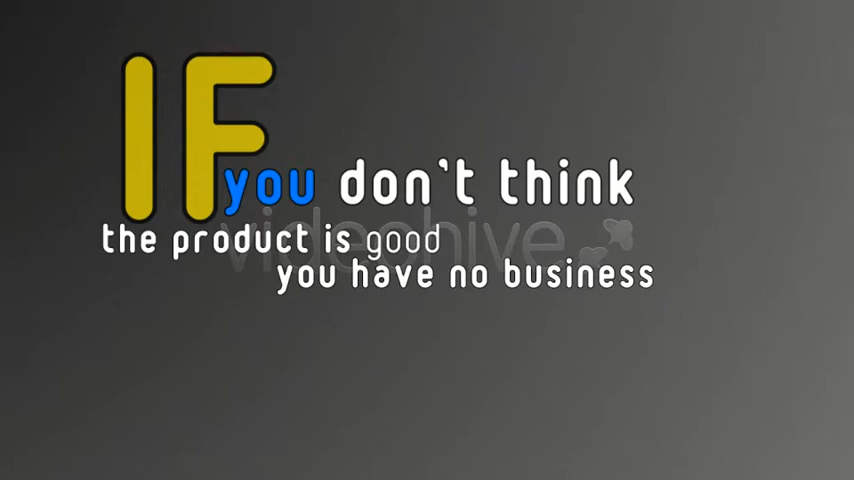 IF
you don't think
the product is good
you have no business
videohive